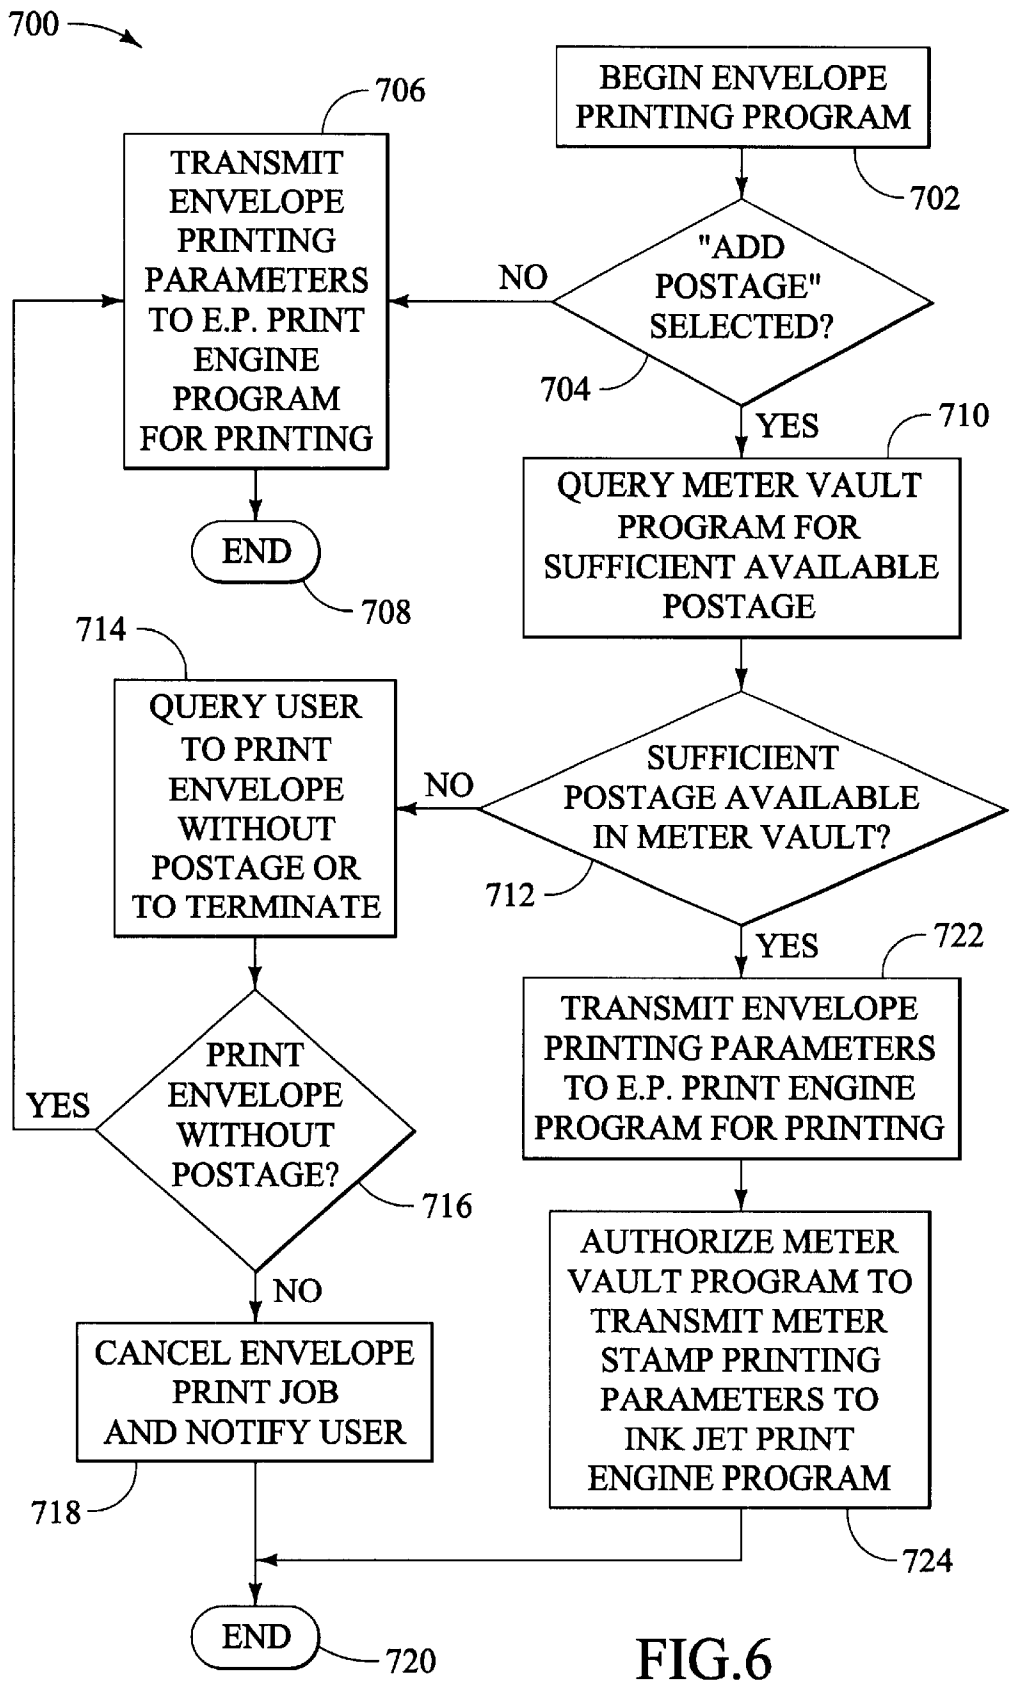 700
BEGIN ENVELOPE
PRINTING PROGRAM
702
706
TRANSMIT
ENVELOPE
PRINTING
PARAMETERS
TO E.P. PRINT
ENGINE
PROGRAM
FOR PRINTING
NO
"ADD
POSTAGE"
SELECTED?
704
YES
END
708
710
QUERY METER VAULT
PROGRAM FOR
SUFFICIENT AVAILABLE
POSTAGE
714
QUERY USER
TO PRINT
ENVELOPE
WITHOUT
POSTAGE OR
TO TERMINATE
NO
SUFFICIENT
POSTAGE AVAILABLE
IN METER VAULT?
712
YES
722
TRANSMIT ENVELOPE
PRINTING PARAMETERS
TO E.P. PRINT ENGINE
PROGRAM FOR PRINTING
YES
PRINT
ENVELOPE
WITHOUT
POSTAGE?
716
NO
CANCEL ENVELOPE
PRINT JOB
AND NOTIFY USER
718
AUTHORIZE METER
VAULT PROGRAM TO
TRANSMIT METER
STAMP PRINTING
PARAMETERS TO
INK JET PRINT
ENGINE PROGRAM
724
END
720
FIG.6